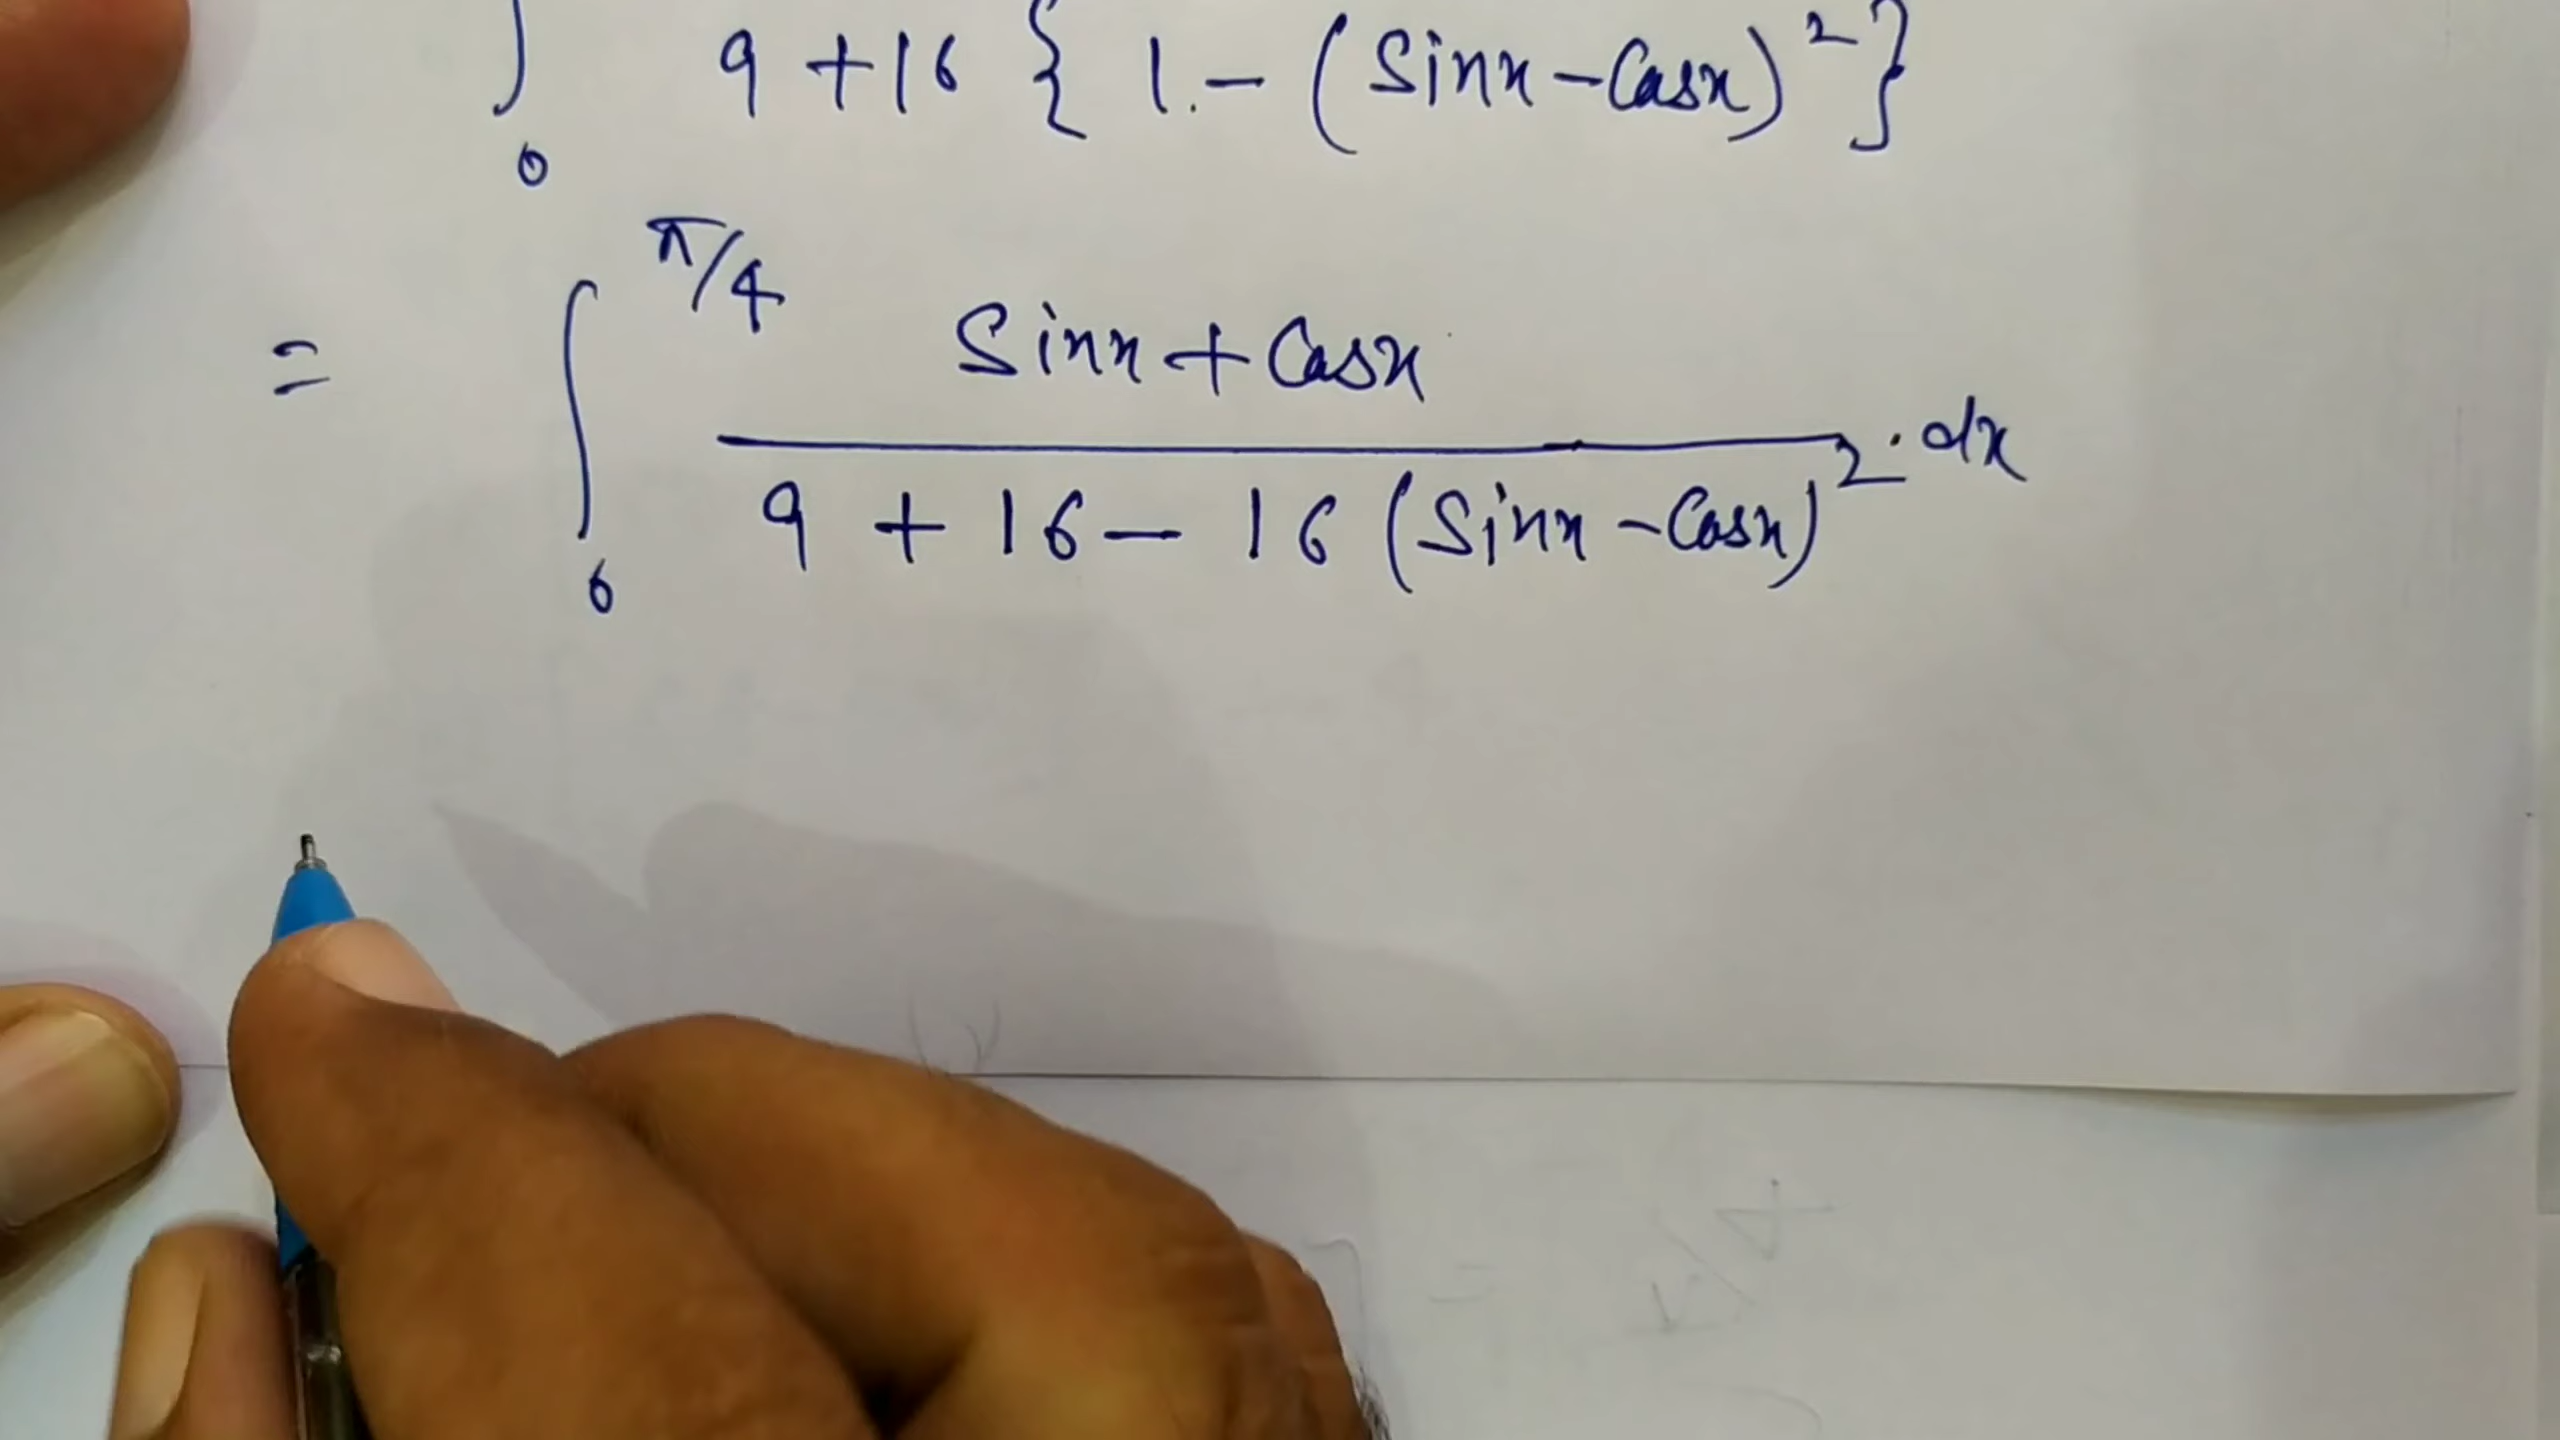 ∫₀ 9 + 16 { 1 - (Sinx - Cosx)² }
= ∫₀^π/4 Sinx + Cosx / 9 + 16 - 16 (Sinx - Cosx)² . dx